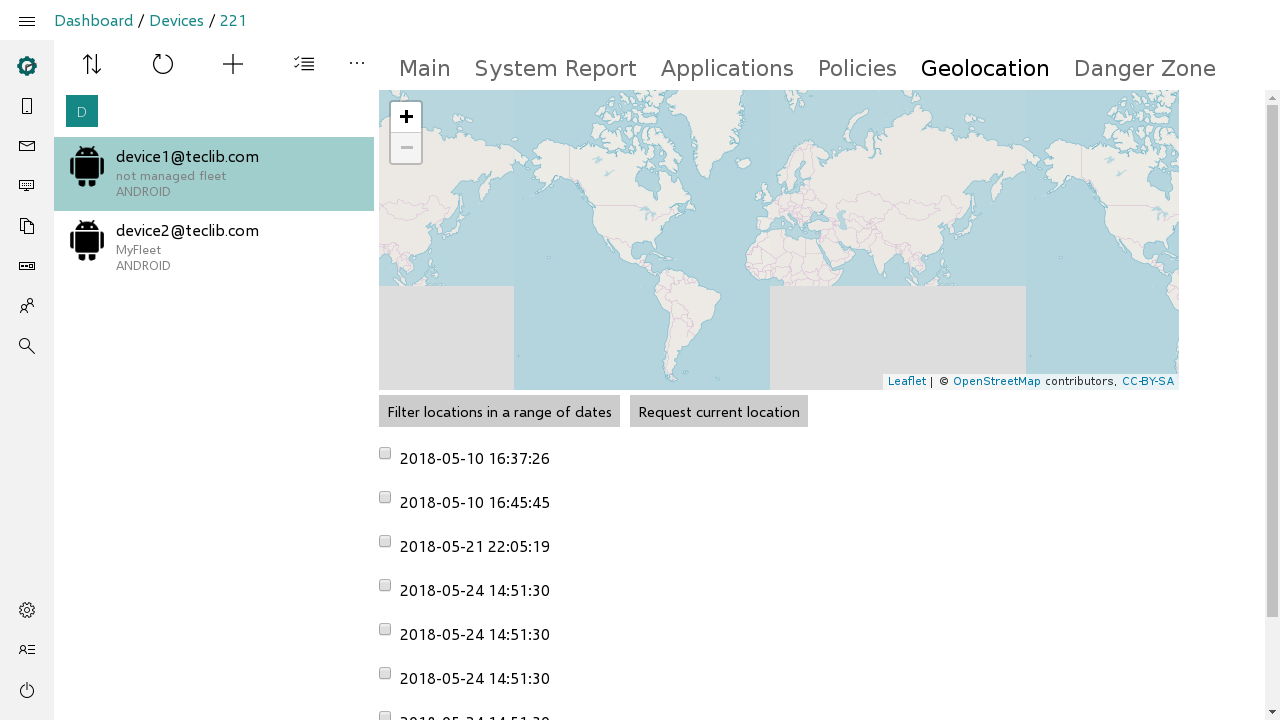 Dashboard / Devices / 221
Main System Report Applications Policies Geolocation Danger Zone
D
device1@teclib.com
not managed fleet
ANDROID
device2@teclib.com
MyFleet
ANDROID
+
−
Leaflet | © OpenStreetMap contributors, CC-BY-SA
Filter locations in a range of dates Request current location
2018-05-10 16:37:26
2018-05-10 16:45:45
2018-05-21 22:05:19
2018-05-24 14:51:30
2018-05-24 14:51:30
2018-05-24 14:51:30